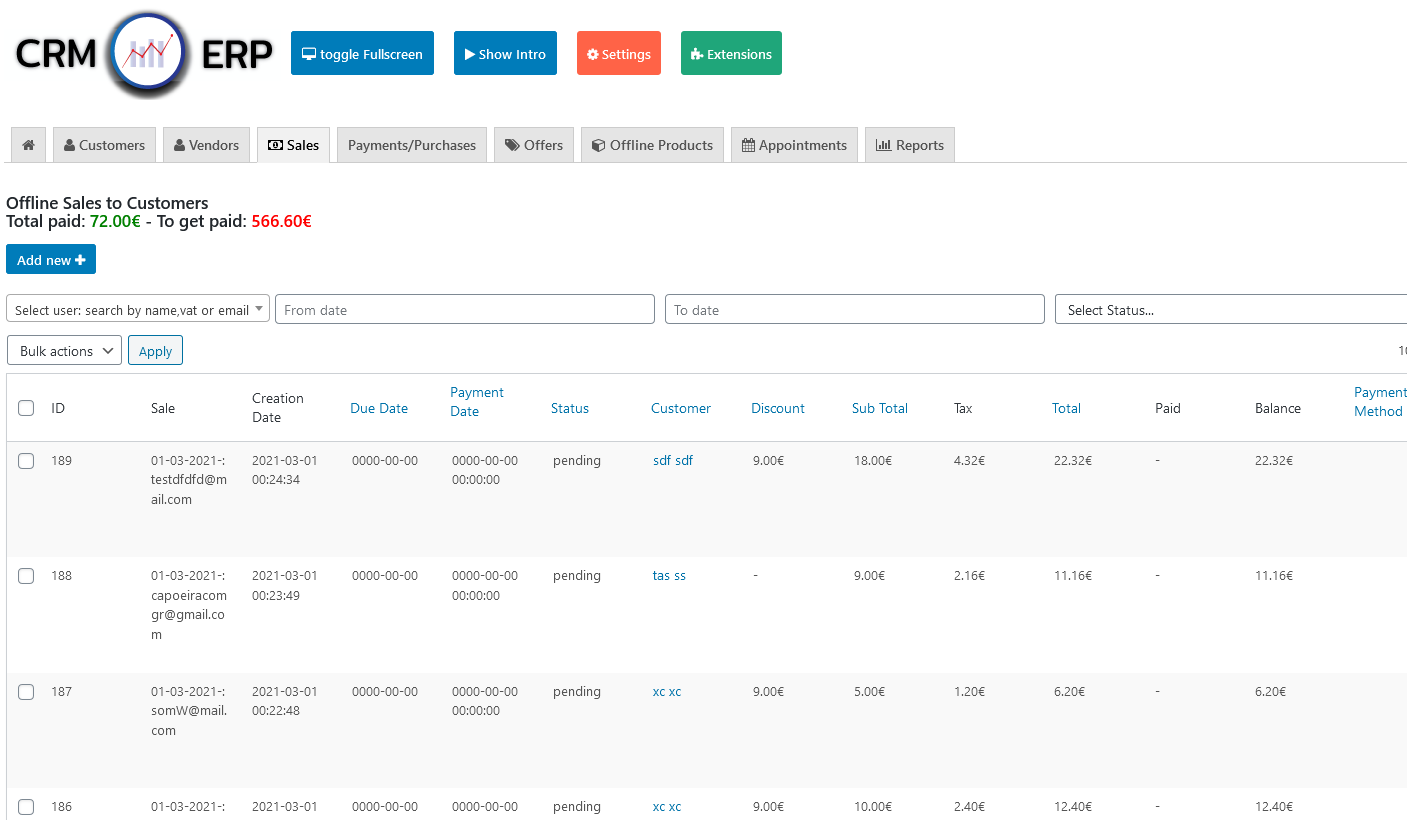 CRM ERP
toggle Fullscreen
Show Intro
Settings
Extensions
Customers
Vendors
Sales
Payments/Purchases
Offers
Offline Products
Appointments
Reports
Offline Sales to Customers
Total paid: 72.00€ - To get paid: 566.60€
Add new
Select user: search by name,vat or email
From date
To date
Select Status...
Bulk actions
Apply
ID
Sale
Creation
Date
Due Date
Payment
Date
Status
Customer
Discount
Sub Total
Tax
Total
Paid
Balance
Payment
Method
189
01-03-2021-:
testdfdfd@m
ail.com
2021-03-01
00:24:34
0000-00-00
0000-00-00
00:00:00
pending
sdf sdf
9.00€
18.00€
4.32€
22.32€
-
22.32€
188
01-03-2021-:
capoeiracom
gr@gmail.co
m
2021-03-01
00:23:49
0000-00-00
0000-00-00
00:00:00
pending
tas ss
-
9.00€
2.16€
11.16€
-
11.16€
187
01-03-2021-:
somW@mail.
com
2021-03-01
00:22:48
0000-00-00
0000-00-00
00:00:00
pending
xc xc
9.00€
5.00€
1.20€
6.20€
-
6.20€
186
01-03-2021-:
2021-03-01
0000-00-00
0000-00-00
pending
xc xc
9.00€
10.00€
2.40€
12.40€
-
12.40€